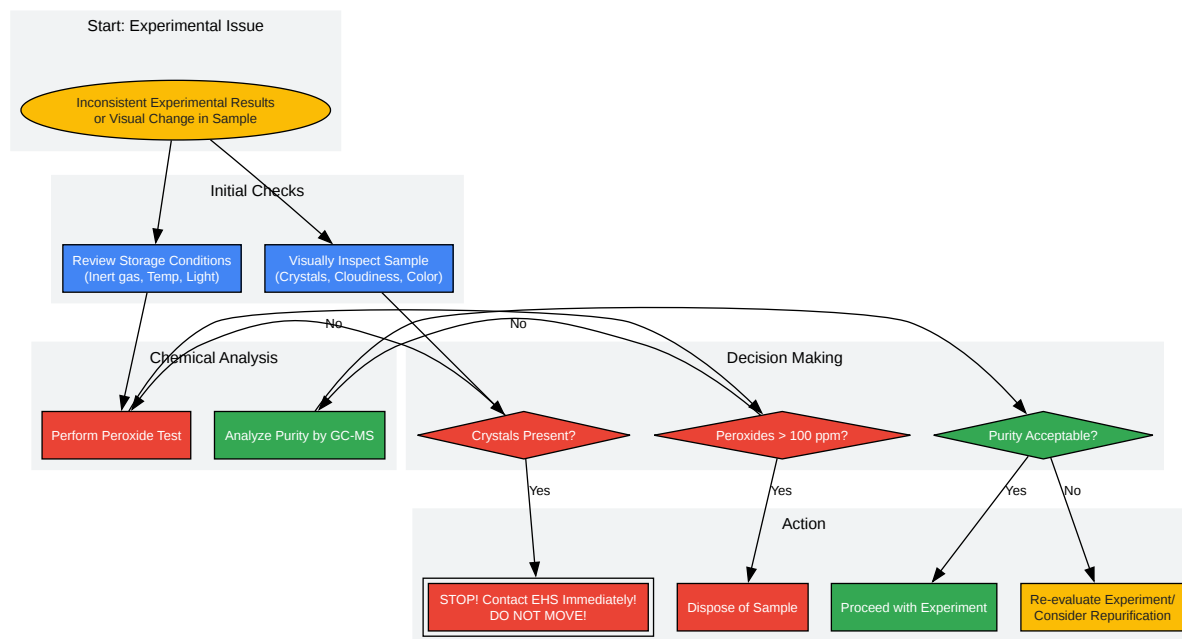 Start: Experimental Issue
Inconsistent Experimental Results
or Visual Change in Sample
Initial Checks
Review Storage Conditions
(Inert gas, Temp, Light)
Visually Inspect Sample
(Crystals, Cloudiness, Color)
No
No
Chemical Analysis
Decision Making
Perform Peroxide Test
Analyze Purity by GC-MS
Crystals Present?
Peroxides > 100 ppm?
Purity Acceptable?
Yes
Yes
Yes
No
Action
STOP! Contact EHS Immediately!
DO NOT MOVE!
Dispose of Sample
Proceed with Experiment
Re-evaluate Experiment/
Consider Repurification